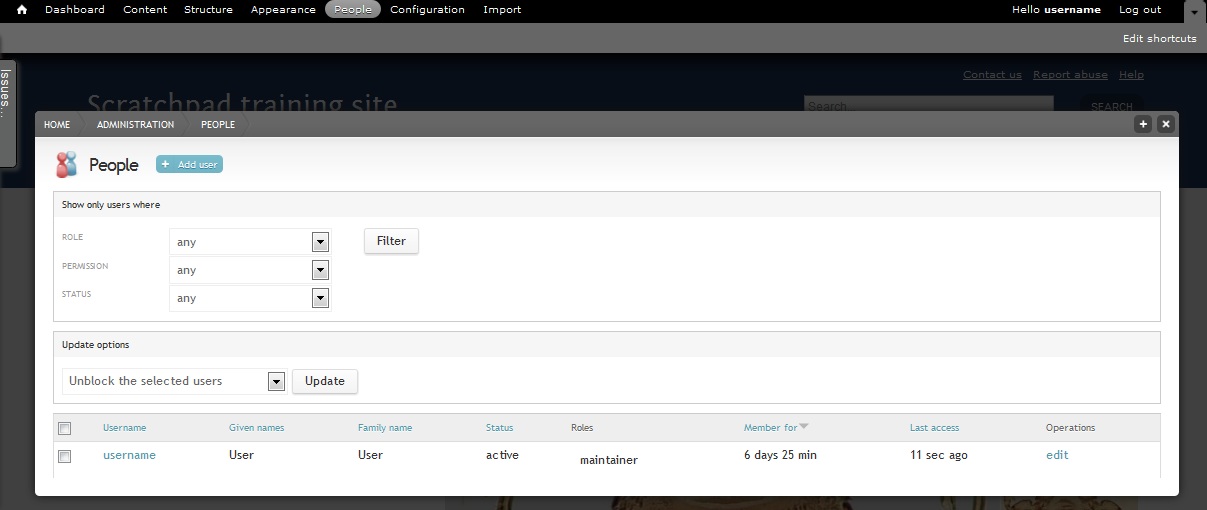 Dashboard Content Structure Appearance People Configuration Import Hello username Log out
Edit shortcuts
Issues...
Contact us Report abuse Help
Scratchpad training site
Search... SEARCH
HOME ADMINISTRATION PEOPLE
People + Add user
Show only users where
ROLE any Filter
PERMISSION any
STATUS any
Update options
Unblock the selected users Update
Username Given names Family name Status Roles Member for Last access Operations
username User User active maintainer 6 days 25 min 11 sec ago edit